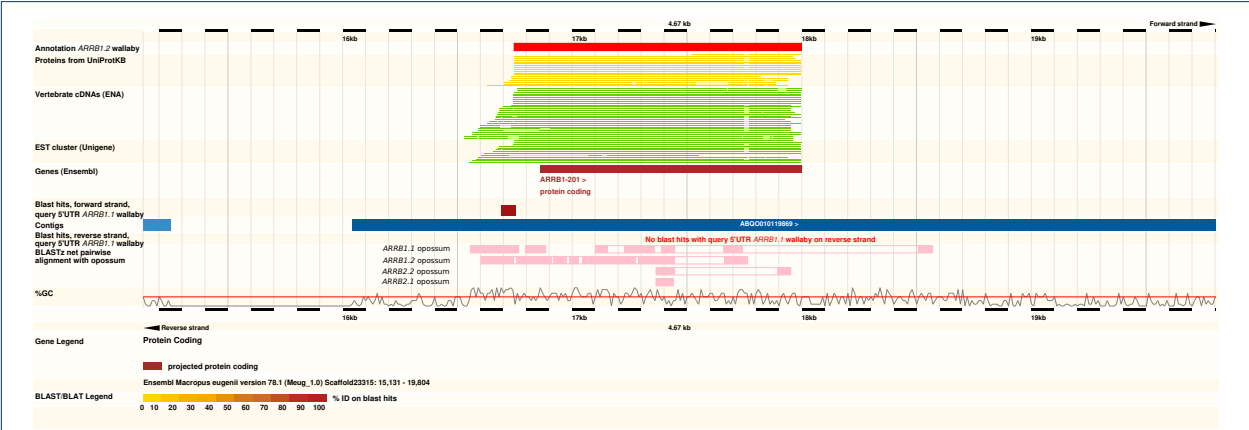 4.67 kb
Forward strand
16kb 17kb 18kb 19kb
Annotation ARRB1.2 wallaby
Proteins from UniProtKB
Vertebrate cDNAs (ENA)
EST cluster (Unigene)
Genes (Ensembl)
ARRB1-201 >
protein coding
Blast hits, forward strand,
query 5'UTR ARRB1.1 wallaby
Contigs
ABQO010119869 >
Blast hits, reverse strand,
query 5'UTR ARRB1.1 wallaby
No blast hits with query 5'UTR ARRB1.1 wallaby on reverse strand
BLASTz net pairwise
alignment with opossum
ARRB1.1 opossum
ARRB1.2 opossum
ARRB2.2 opossum
ARRB2.1 opossum
%GC
16kb 17kb 18kb 19kb
Reverse strand
4.67 kb
Gene Legend
Protein Coding
projected protein coding
Ensembl Macropus eugenii version 78.1 (Meug_1.0) Scaffold23315: 15,131 - 19,804
BLAST/BLAT Legend
% ID on blast hits
0 10 20 30 40 50 60 70 80 90 100